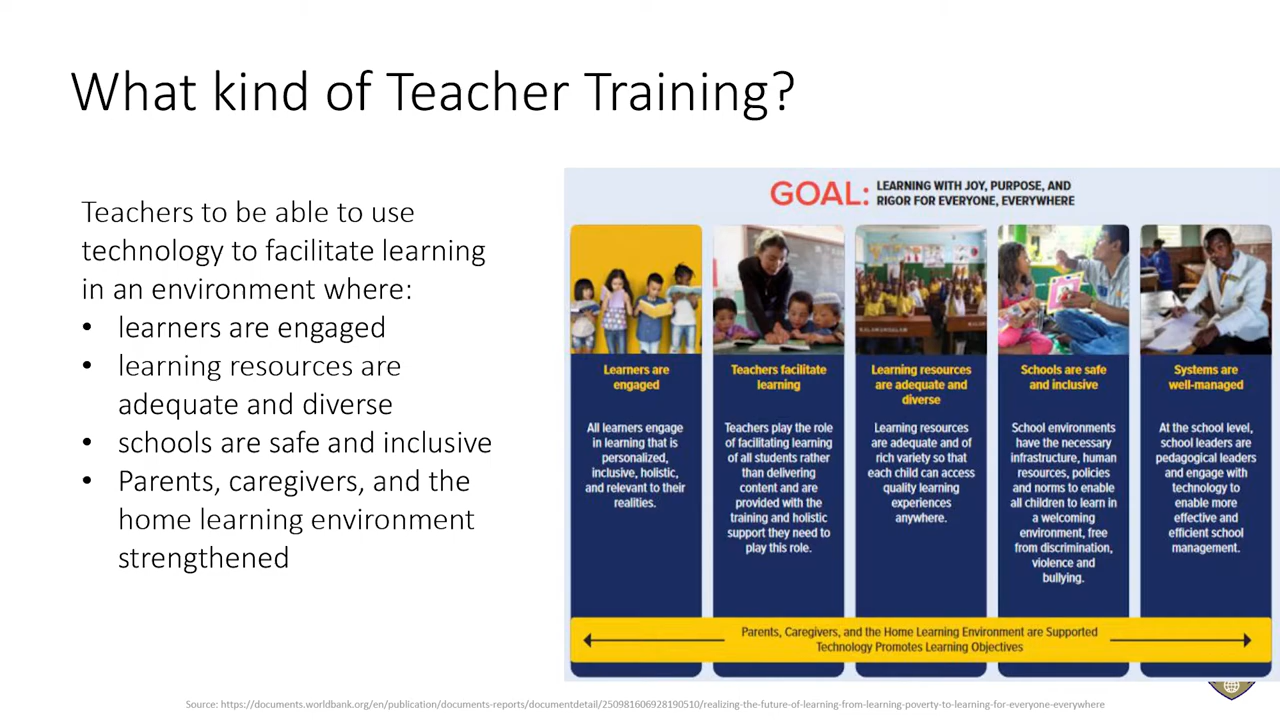 What kind of Teacher Training?
Teachers to be able to use
technology to facilitate learning
in an environment where:
• learners are engaged
• learning resources are
adequate and diverse
• schools are safe and inclusive
• Parents, caregivers, and the
home learning environment
strengthened
GOAL: LEARNING WITH JOY, PURPOSE, AND
RIGOR FOR EVERYONE, EVERYWHERE
Learners are
engaged
All learners engage
in learning that is
personalized,
inclusive, holistic,
and relevant to their
realities.
Teachers facilitate
learning
Teachers play the role
of facilitating learning
of all students rather
than delivering
content and are
provided with the
training and holistic
support they need to
play this role.
Learning resources
are adequate and
diverse
Learning resources
are adequate and of
rich variety so that
each child can access
quality learning
experiences
anywhere.
Schools are safe
and inclusive
School environments
have the necessary
infrastructure, human
resources, policies
and norms to enable
all children to learn in
a welcoming
environment, free
from discrimination,
violence and
bullying.
Systems are
well-managed
At the school level,
school leaders are
pedagogical leaders
and engage with
technology to
enable more
effective and
efficient school
management.
Parents, Caregivers, and the Home Learning Environment are Supported
Technology Promotes Learning Objectives
Source: https://documents.worldbank.org/en/publication/documents-reports/documentdetail/250981606928190510/realizing-the-future-of-learning-from-learning-poverty-to-learning-for-everyone-everywhere